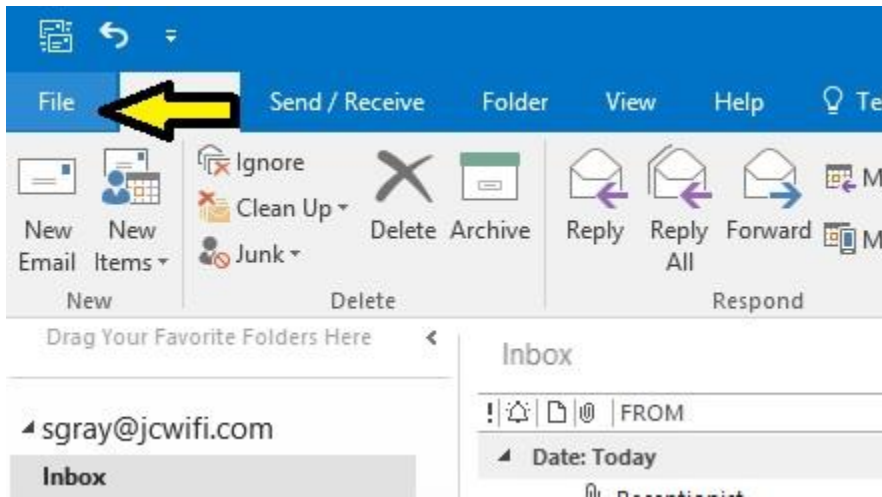 File Send / Receive Folder View Help Te
Ignore
Clean Up
Junk
New Email
New Items
Delete
Archive
Reply
Reply All
Forward
M
M
New Delete Respond
Drag Your Favorite Folders Here
Inbox
! FROM
sgray@jcwifi.com
Date: Today
Inbox